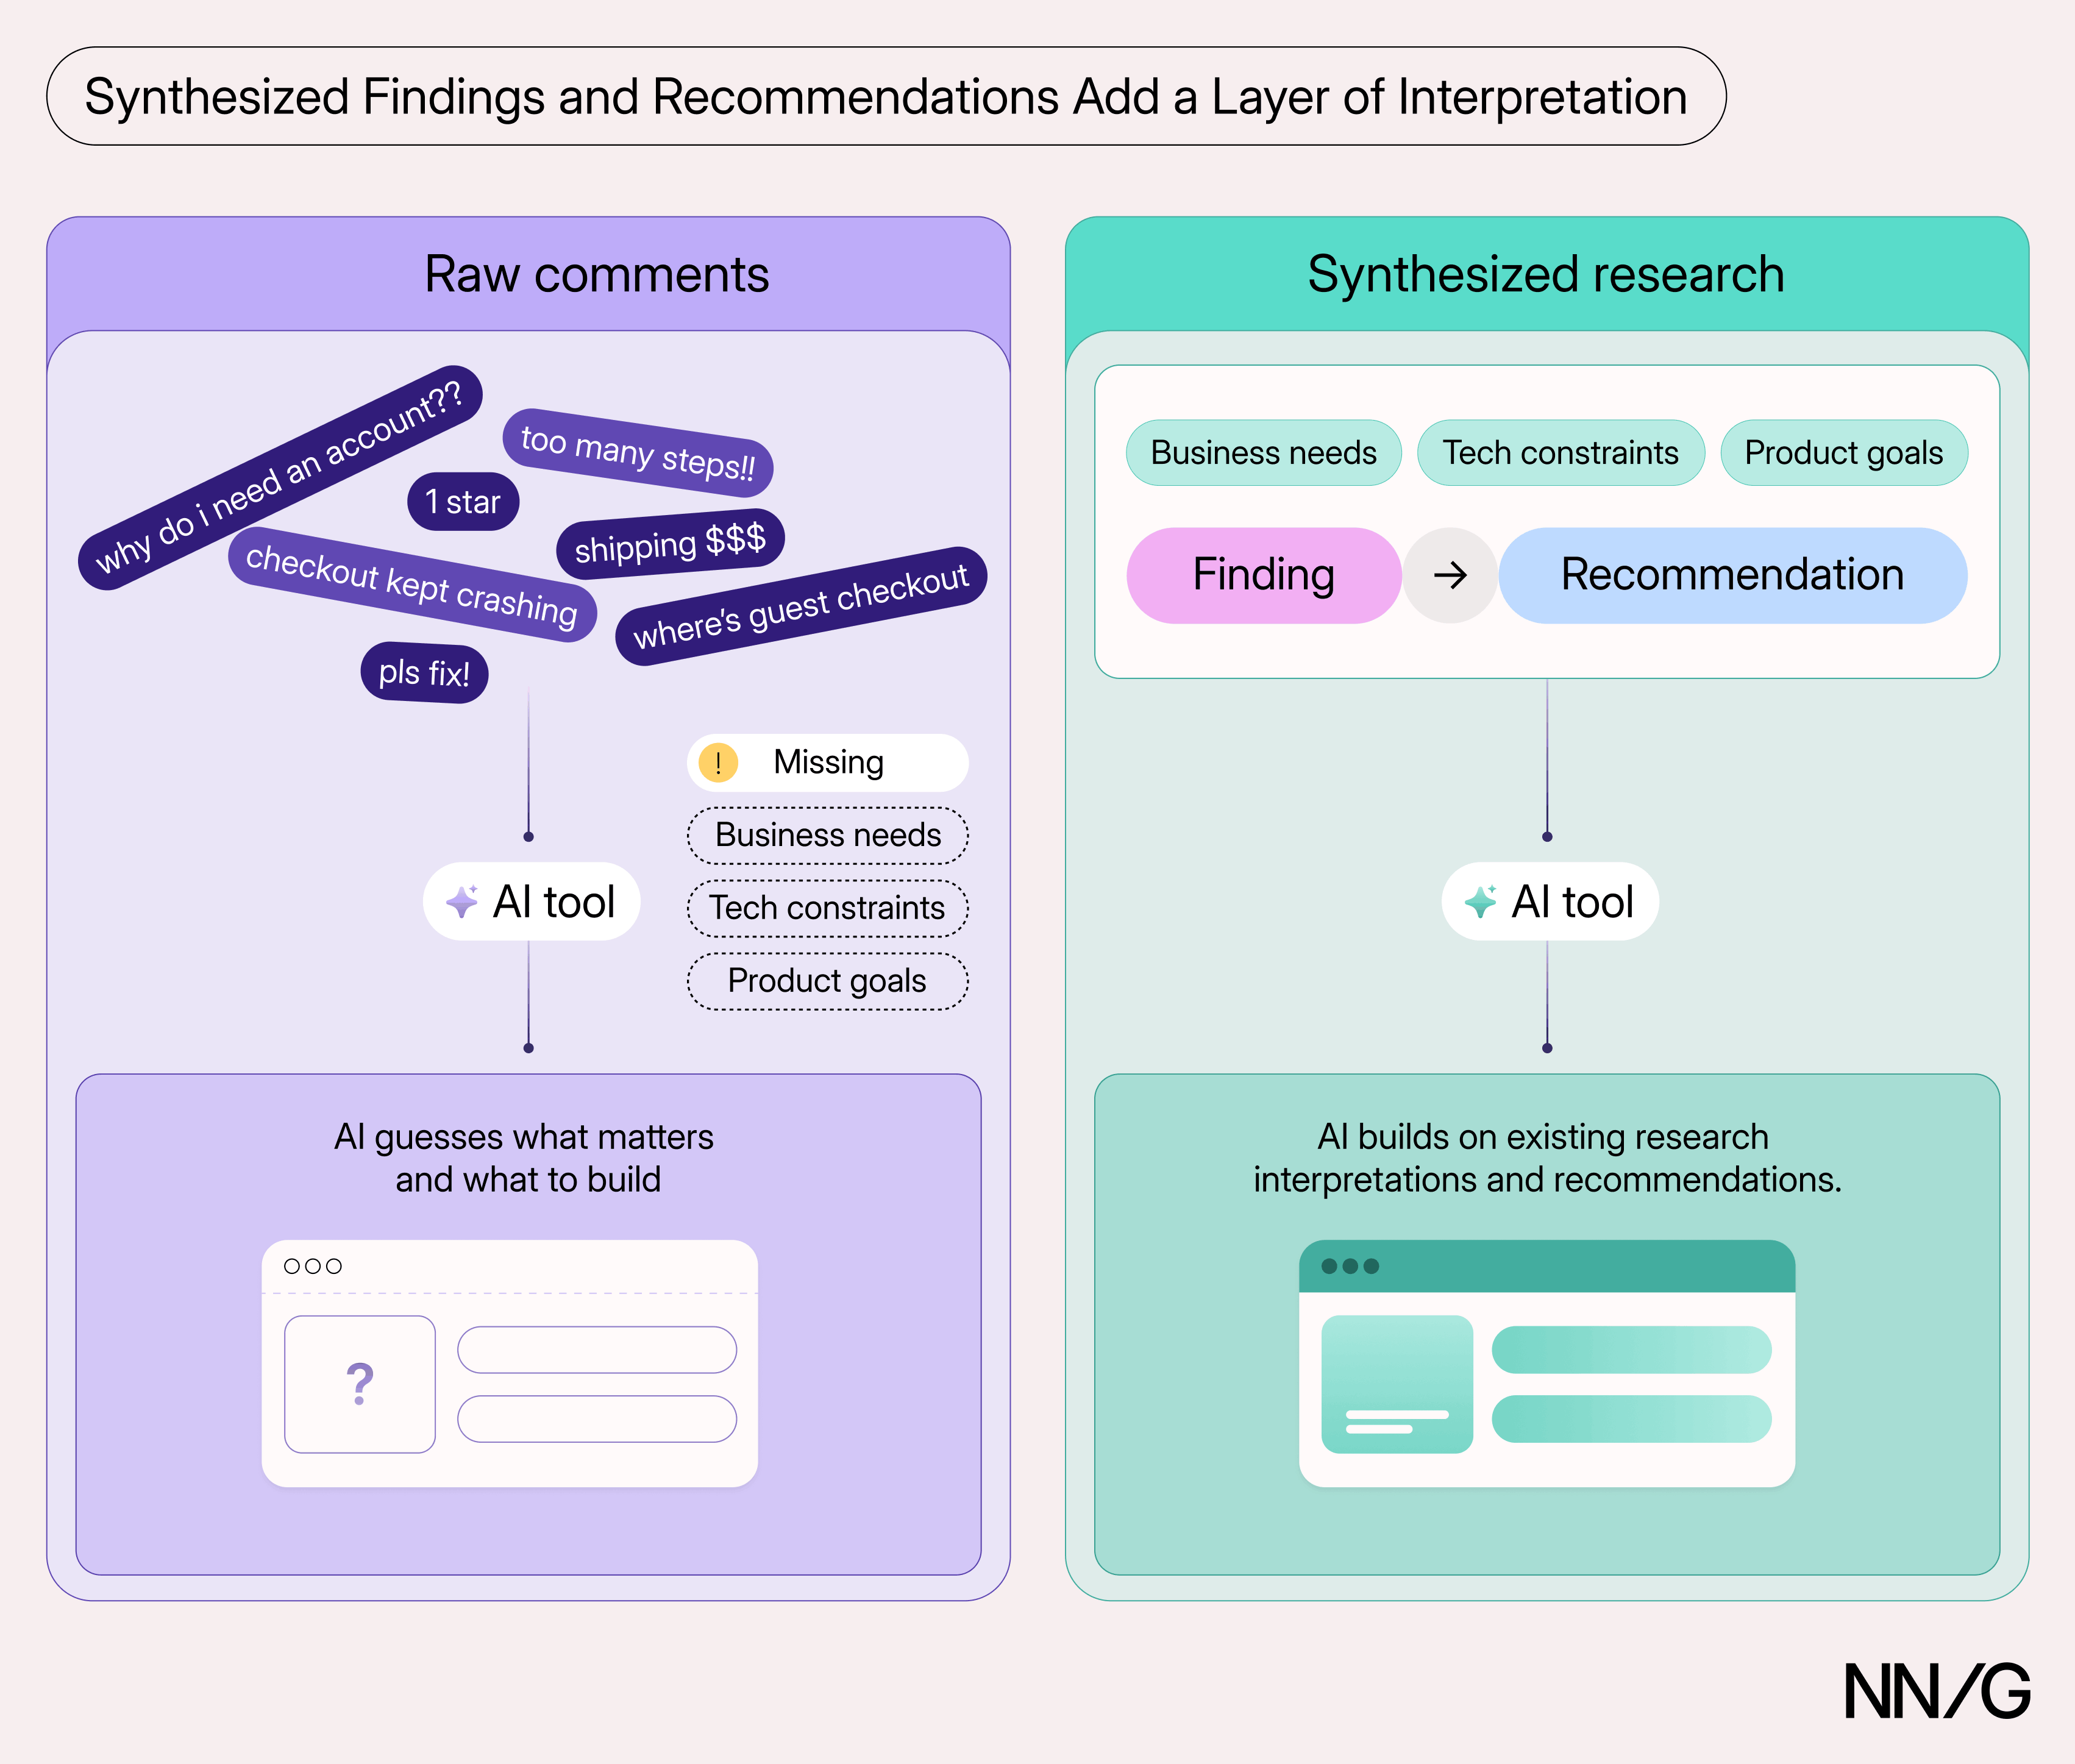 Synthesized Findings and Recommendations Add a Layer of Interpretation
Raw comments
why do i need an account??
too many steps!!
1 star
shipping $$$
checkout kept crashing
where's guest checkout
pls fix!
! Missing
Business needs
Tech constraints
Product goals
AI tool
AI guesses what matters
and what to build
?
Synthesized research
Business needs
Tech constraints
Product goals
Finding → Recommendation
AI tool
AI builds on existing research
interpretations and recommendations.
NN/G